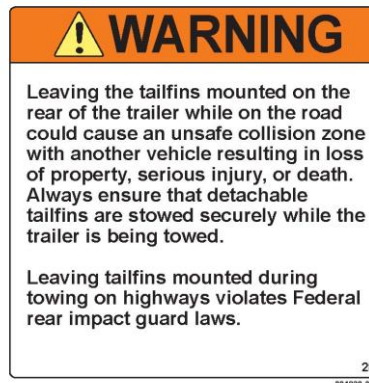 WARNING
Leaving the tailfins mounted on the
rear of the trailer while on the road
could cause an unsafe collision zone
with another vehicle resulting in loss
of property, serious injury, or death.
Always ensure that detachable
tailfins are stowed securely while the
trailer is being towed.
Leaving tailfins mounted during
towing on highways violates Federal
rear impact guard laws.